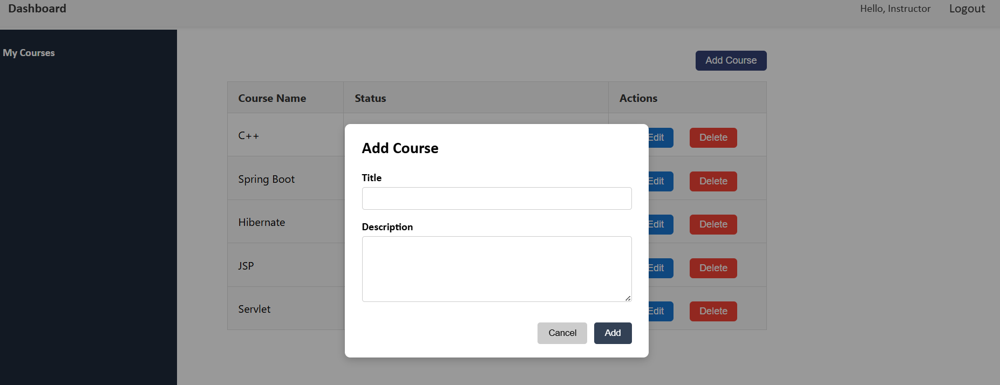 Dashboard
Hello, Instructor Logout
My Courses
Add Course
Course Name Status Actions
C++ Edit Delete
Spring Boot Edit Delete
Hibernate Edit Delete
JSP Edit Delete
Servlet Edit Delete
Add Course
Title
Description
Cancel Add